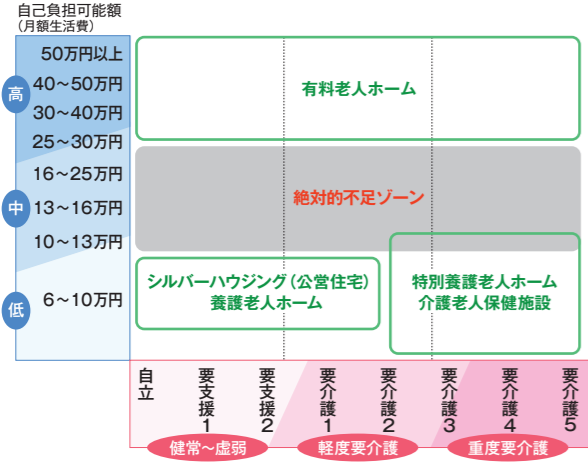 自己負担可能額
（月額生活費）
50万円以上
40〜50万円
30〜40万円
25〜30万円
16〜25万円
13〜16万円
10〜13万円
6〜10万円
高
中
低
有料老人ホーム
絶対的不足ゾーン
シルバーハウジング（公営住宅）
養護老人ホーム
特別養護老人ホーム
介護老人保健施設
自立
要支援1
要支援2
要介護1
要介護2
要介護3
要介護4
要介護5
健常〜虚弱
軽度要介護
重度要介護